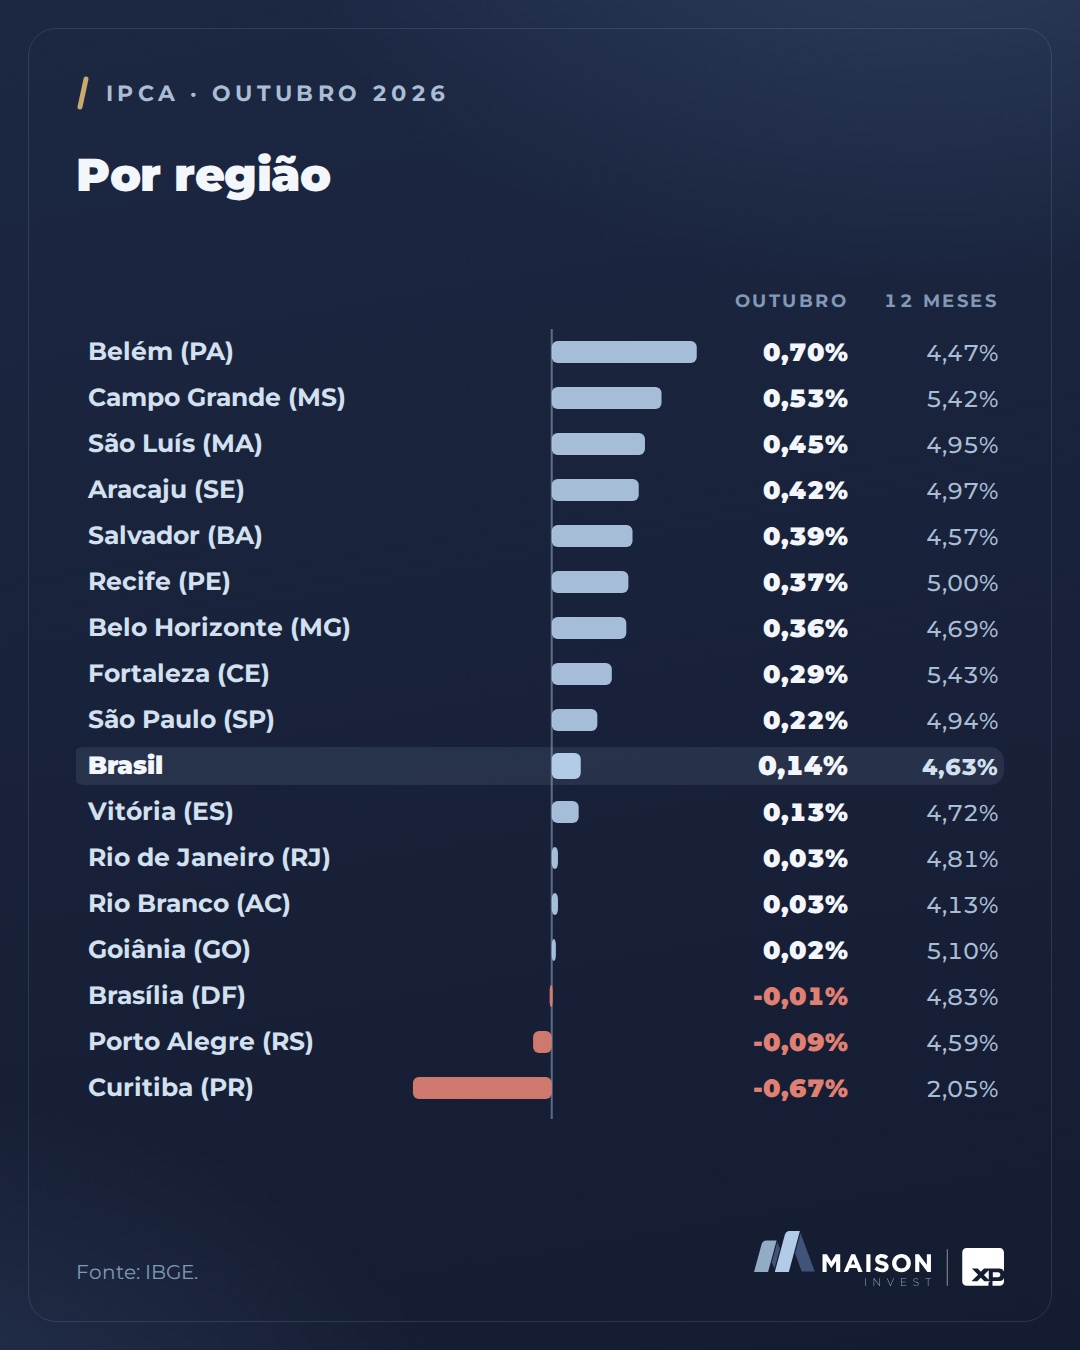 IPCA · OUTUBRO 2026
Por região
OUTUBRO 12 MESES
Belém (PA) 0,70% 4,47%
Campo Grande (MS) 0,53% 5,42%
São Luís (MA) 0,45% 4,95%
Aracaju (SE) 0,42% 4,97%
Salvador (BA) 0,39% 4,57%
Recife (PE) 0,37% 5,00%
Belo Horizonte (MG) 0,36% 4,69%
Fortaleza (CE) 0,29% 5,43%
São Paulo (SP) 0,22% 4,94%
Brasil 0,14% 4,63%
Vitória (ES) 0,13% 4,72%
Rio de Janeiro (RJ) 0,03% 4,81%
Rio Branco (AC) 0,03% 4,13%
Goiânia (GO) 0,02% 5,10%
Brasília (DF) -0,01% 4,83%
Porto Alegre (RS) -0,09% 4,59%
Curitiba (PR) -0,67% 2,05%
Fonte: IBGE.
MAISON
INVEST
xp